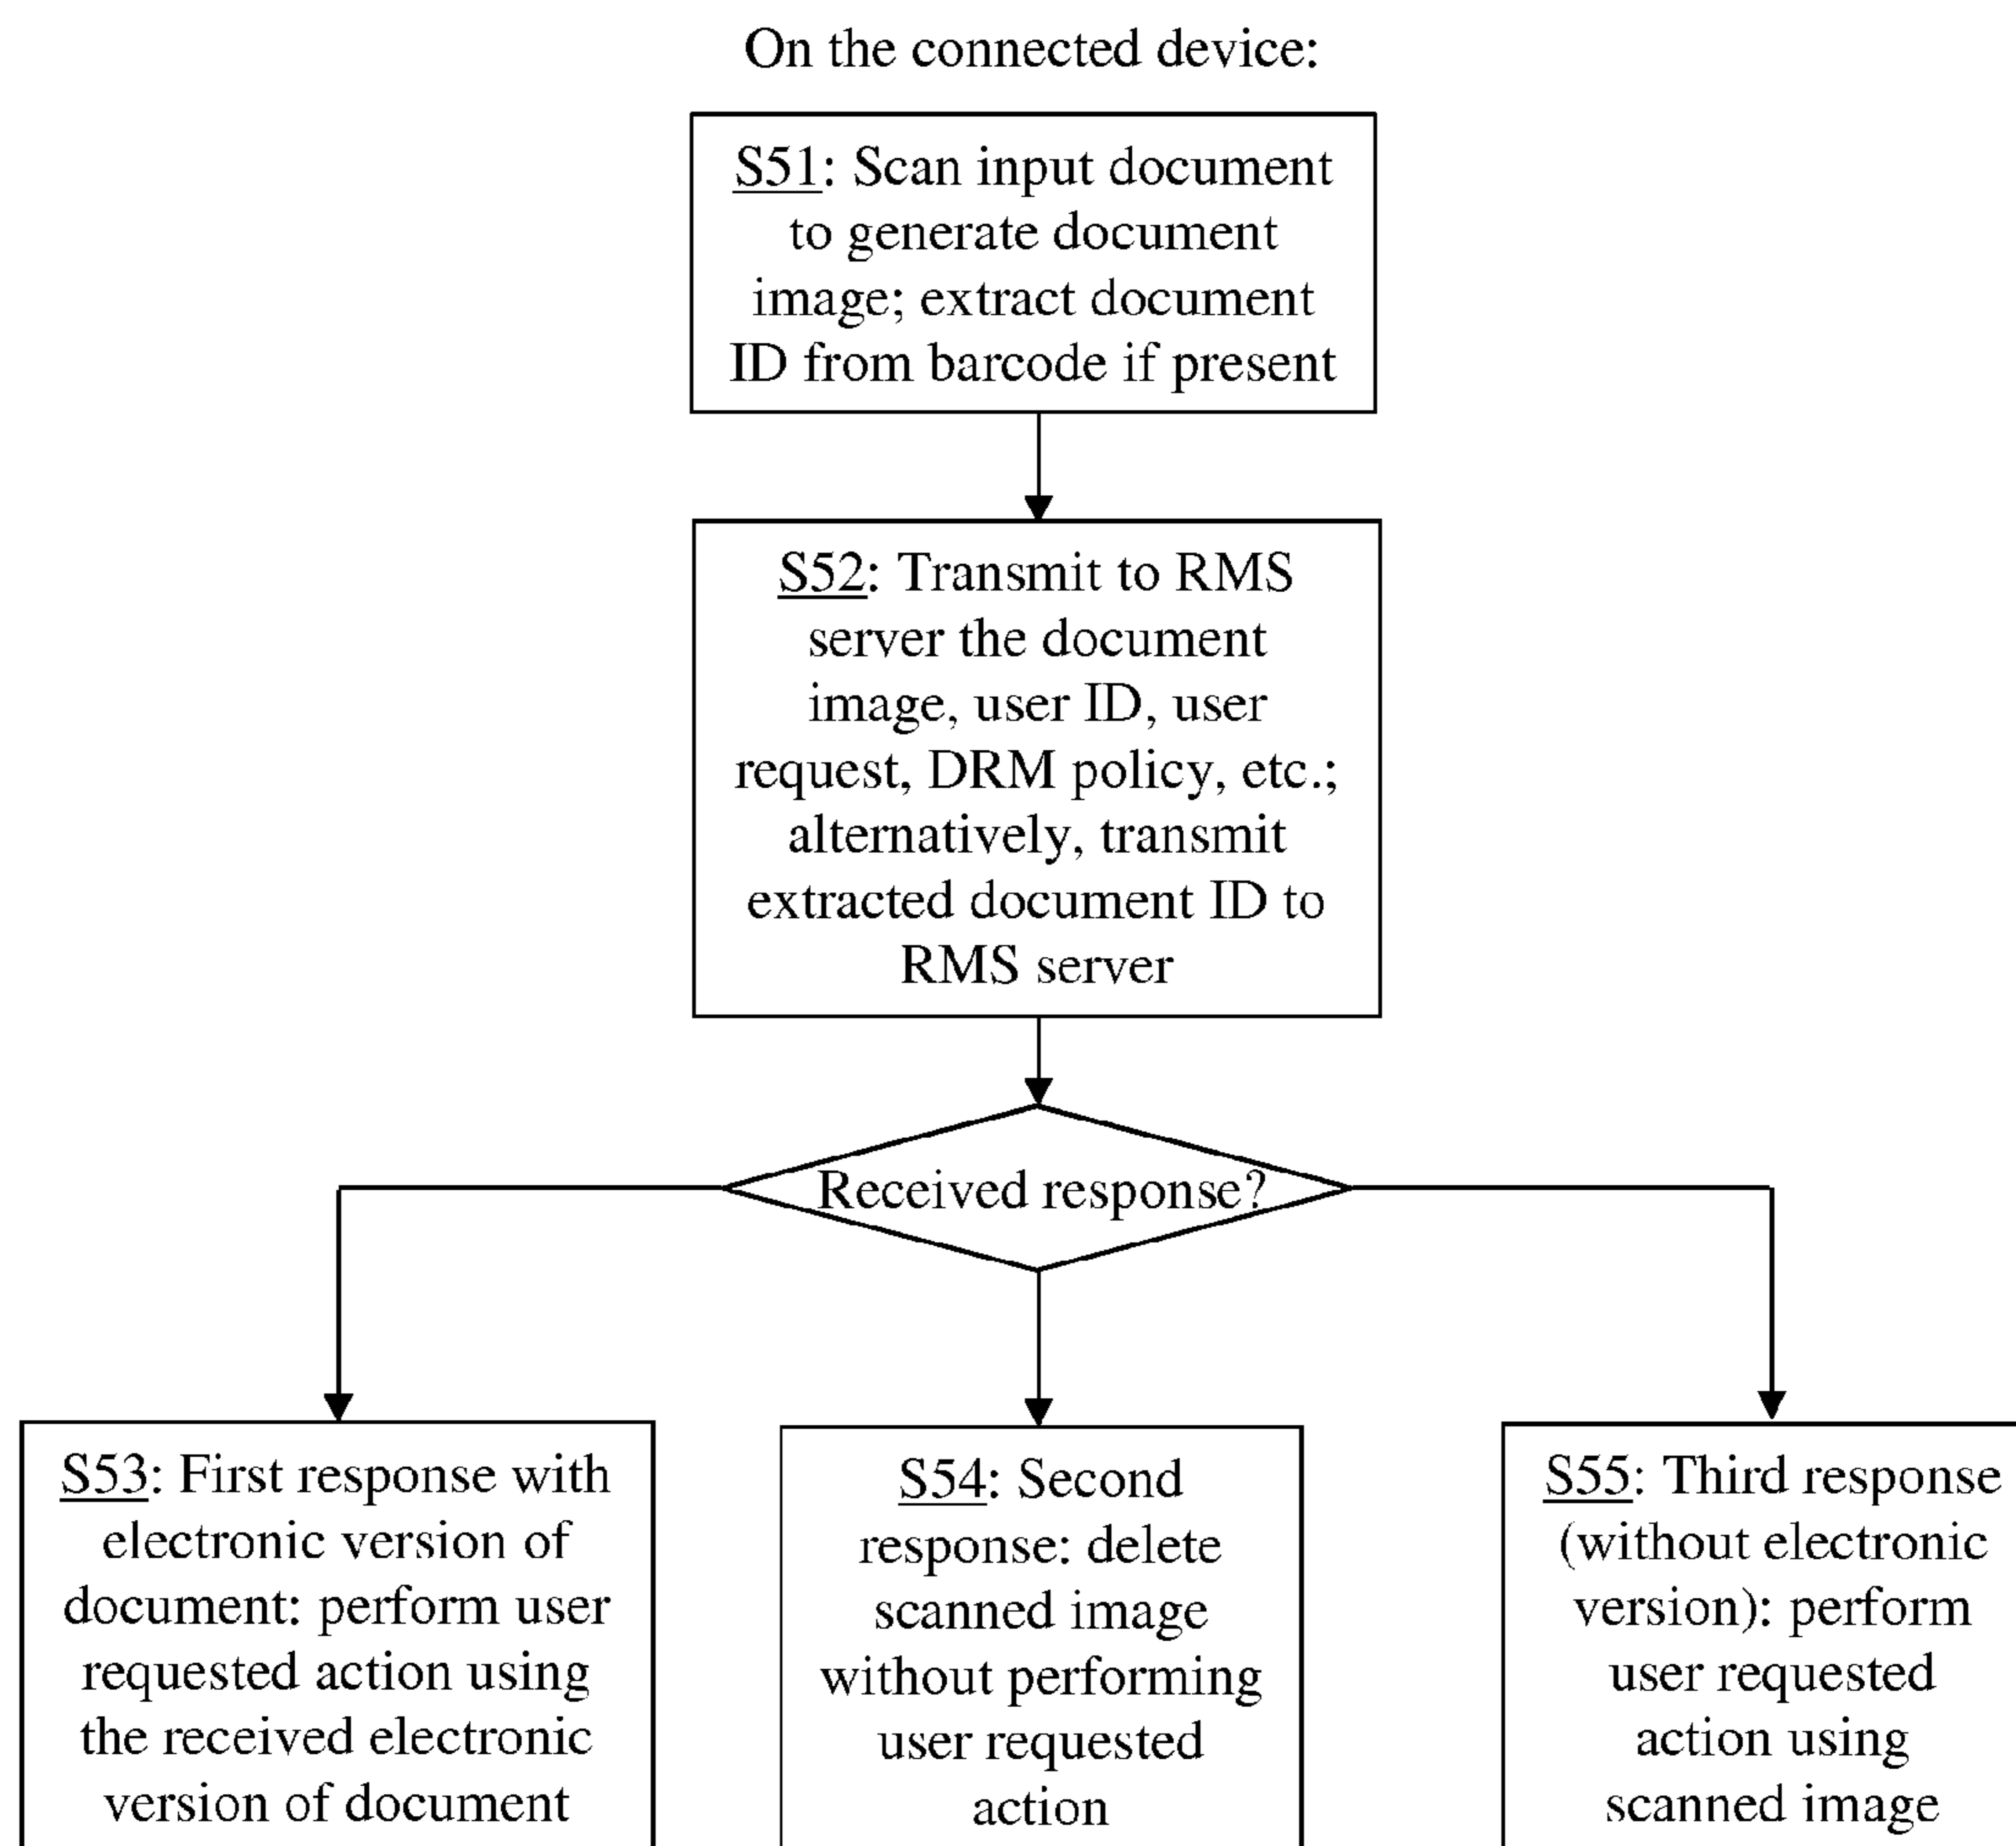 On the connected device:
S51: Scan input document
to generate document
image; extract document
ID from barcode if present
S52: Transmit to RMS
server the document
image, user ID, user
request, DRM policy, etc.;
alternatively, transmit
extracted document ID to
RMS server
Received response?
S53: First response with
electronic version of
document: perform user
requested action using
the received electronic
version of document
S54: Second
response: delete
scanned image
without performing
user requested
action
S55: Third response
(without electronic
version): perform
user requested
action using
scanned image